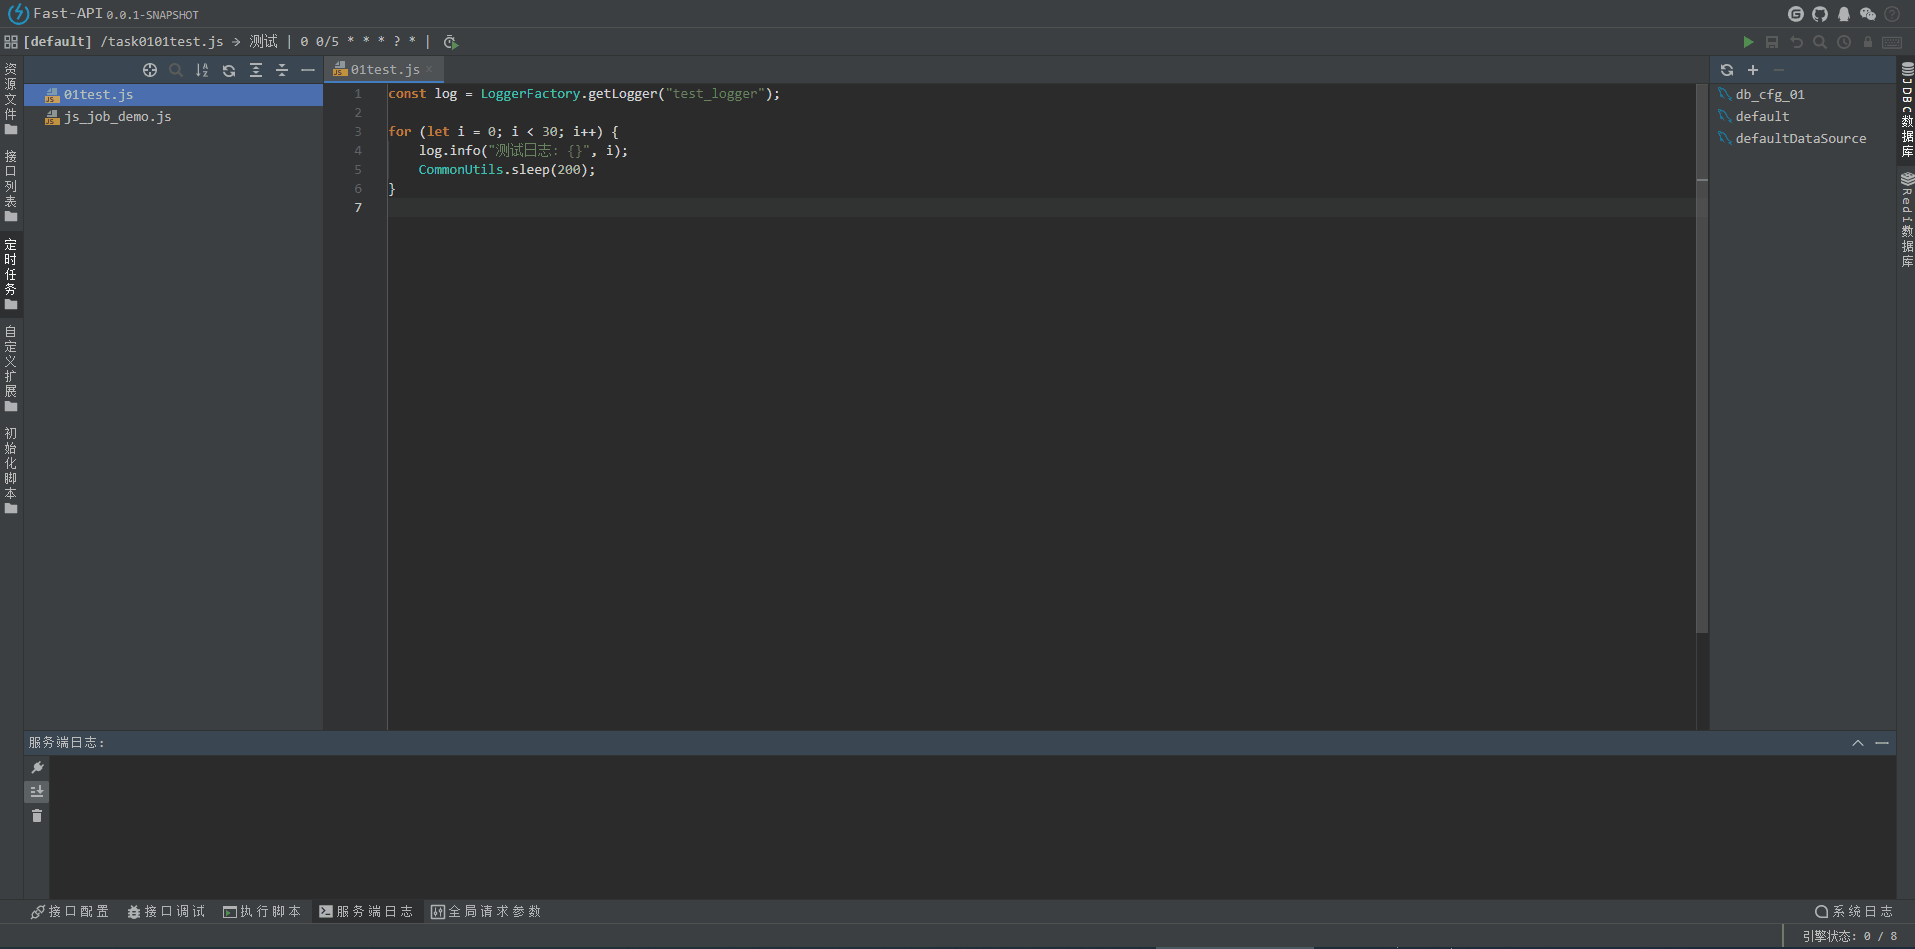 Fast-API 0.0.1-SNAPSHOT
[default] /task0101test.js → 测试 | 0 0/5 * * * ? * |
资源文件
接口列表
定时任务
自定义扩展
初始化脚本
01test.js
js_job_demo.js
01test.js
1 const log = LoggerFactory.getLogger("test_logger");
2
3 for (let i = 0; i < 30; i++) {
4 log.info("测试日志: {}", i);
5 CommonUtils.sleep(200);
6 }
7
db_cfg_01
default
defaultDataSource
JDBC数据库
Redi数据库
服务端日志:
接口配置 接口调试 执行脚本 服务端日志 全局请求参数 系统日志
引擎状态: 0 / 8